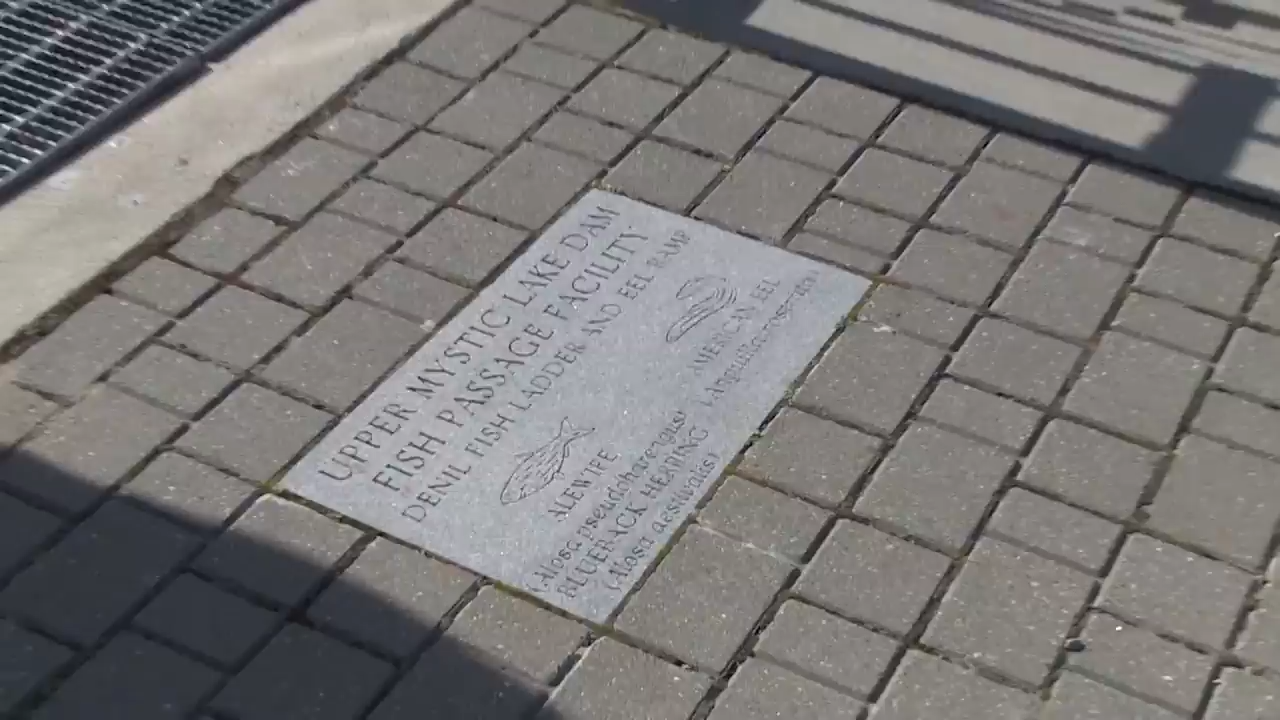 UPPER MYSTIC LAKE DAM
FISH PASSAGE FACILITY
DENIL FISH LADDER AND EEL RAMP
ALEWIFE
(Alosa pseudoharengus)
BLUEBACK HERRING
(Alosa aestivalis)
AMERICAN EEL
(Anguilla rostrata)